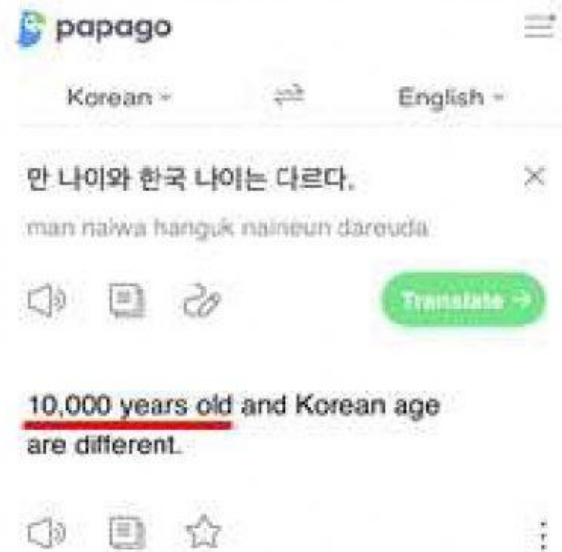 papago
Korean
English
만 나이와 한국 나이는 다르다.
man naiwa hanguk naineun dareuda
Translate
10,000 years old and Korean age
are different.